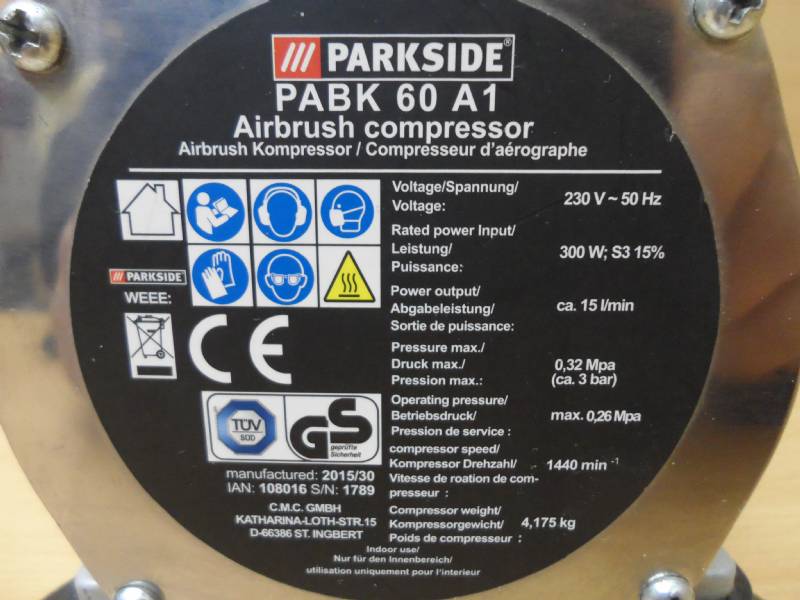 PARKSIDE®
PABK 60 A1
Airbrush compressor
Airbrush Kompressor / Compresseur d'aérographe
Voltage/Spannung/
Voltage:
230 V ~ 50 Hz
Rated power Input/
Leistung/
Puissance:
300 W; S3 15%
Power output/
Abgabeleistung/
Sortie de puissance:
ca. 15 l/min
Pressure max./
Druck max./
Pression max.:
0,32 Mpa
(ca. 3 bar)
Operating pressure/
Betriebsdruck/
Pression de service :
max. 0,26 Mpa
compressor speed/
Kompressor Drehzahl/
Vitesse de roation de com-
presseur :
1440 min -1
Compressor weight/
Kompressorgewicht/
Poids de compresseur :
4,175 kg
PARKSIDE
WEEE:
CE
TÜV
SÜD
GS
geprüfte
Sicherheit
manufactured: 2015/30
IAN: 108016 S/N: 1789
C.M.C. GMBH
KATHARINA-LOTH-STR.15
D-66386 ST. INGBERT
Indoor use/
Nur für den Innenbereich/
utilisation uniquement pour l'interieur